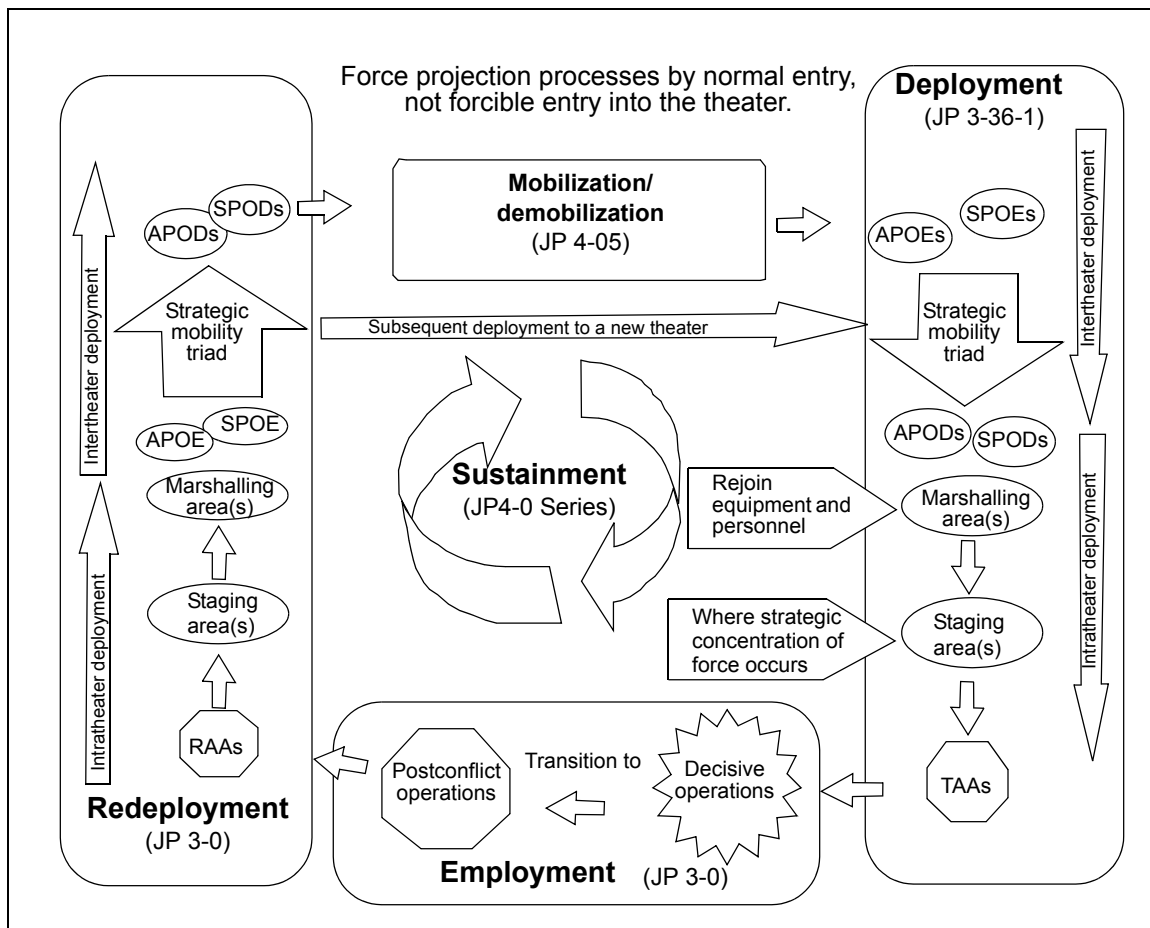 Force projection processes by normal entry,
not forcible entry into the theater.
Deployment
(JP 3-36-1)
SPODs
APODs
Mobilization/
demobilization
(JP 4-05)
SPOEs
APOEs
Intertheater deployment
Strategic
mobility
triad
Subsequent deployment to a new theater
Strategic
mobility
triad
Intertheater deployment
SPOE
APOE
APODs
SPODs
Marshalling
area(s)
Sustainment
(JP4-0 Series)
Rejoin
equipment and
personnel
Marshalling
area(s)
Intratheater deployment
Staging
area(s)
Where strategic
concentration of
force occurs
Staging
area(s)
Intratheater deployment
RAAs
Redeployment
(JP 3-0)
Postconflict
operations
Transition to
Decisive
operations
TAAs
Employment (JP 3-0)